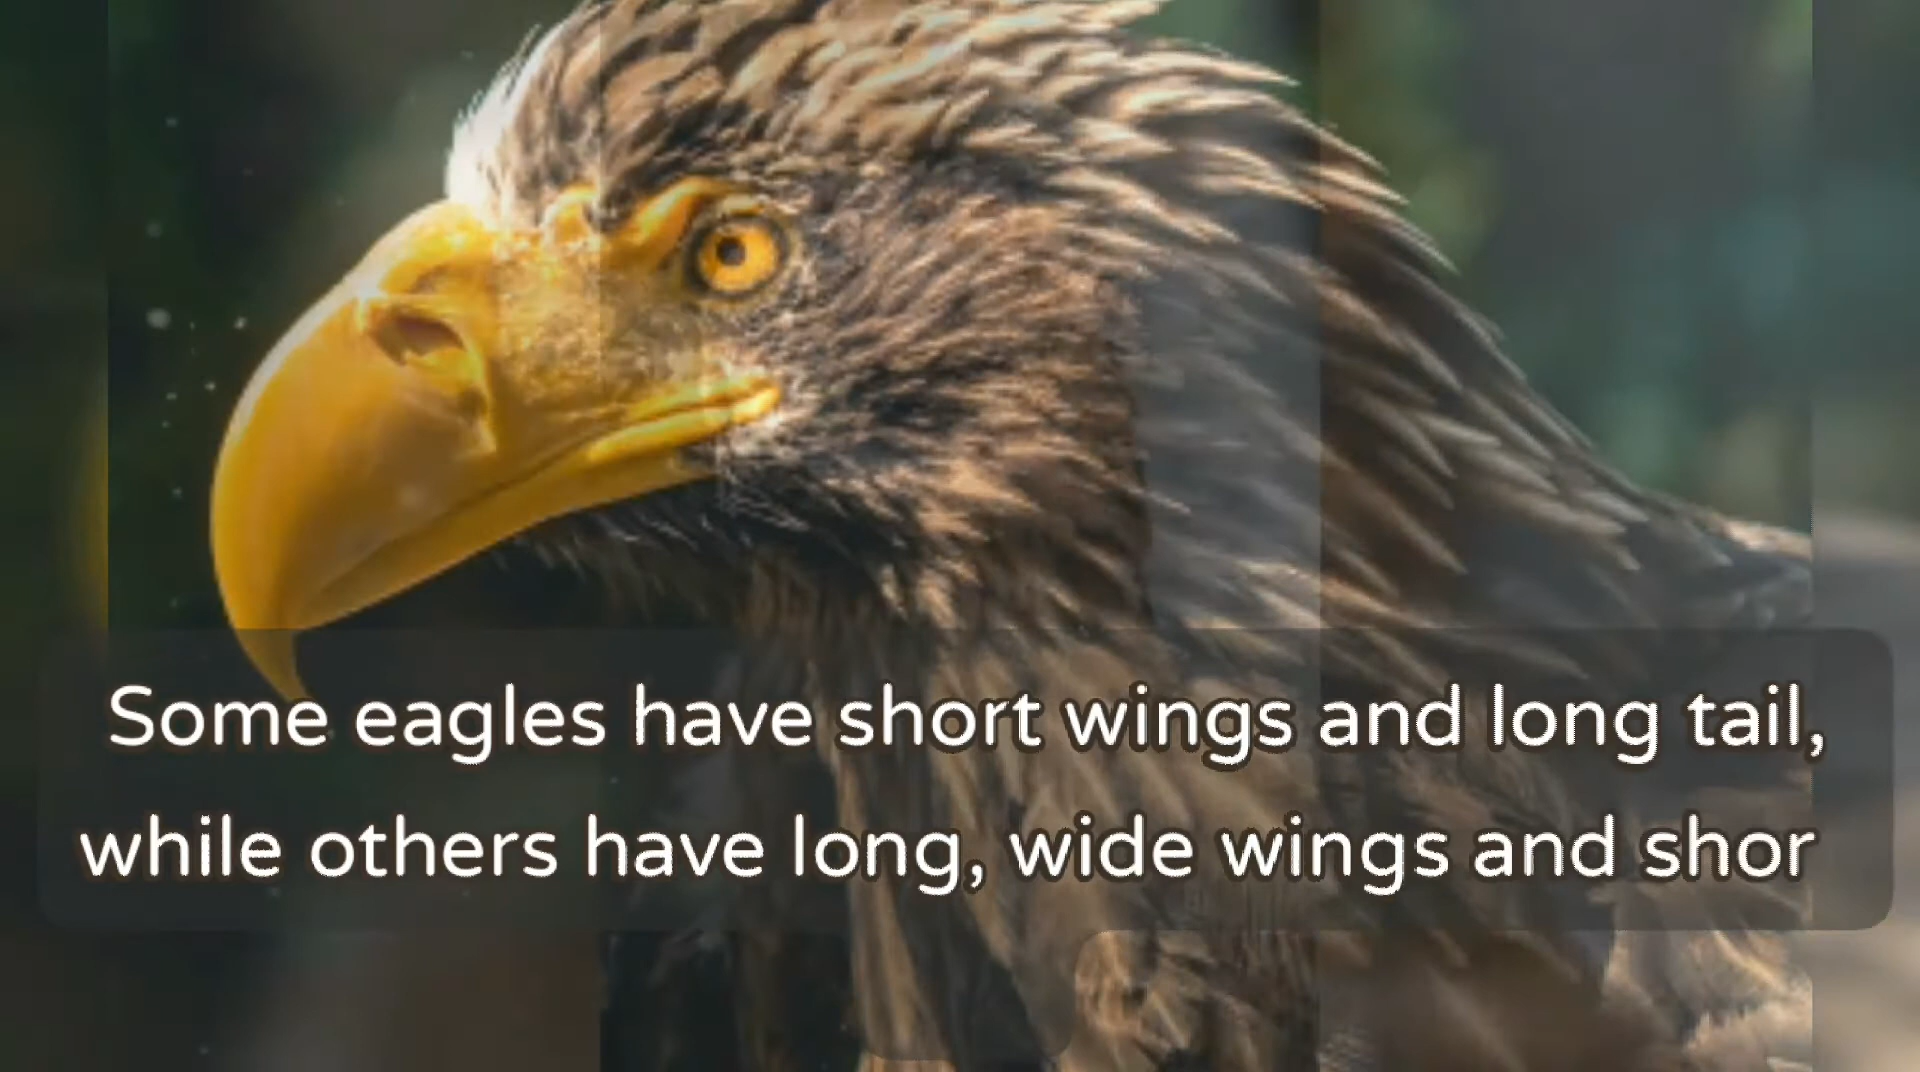 Some eagles have short wings and long tail,
while others have long, wide wings and shor